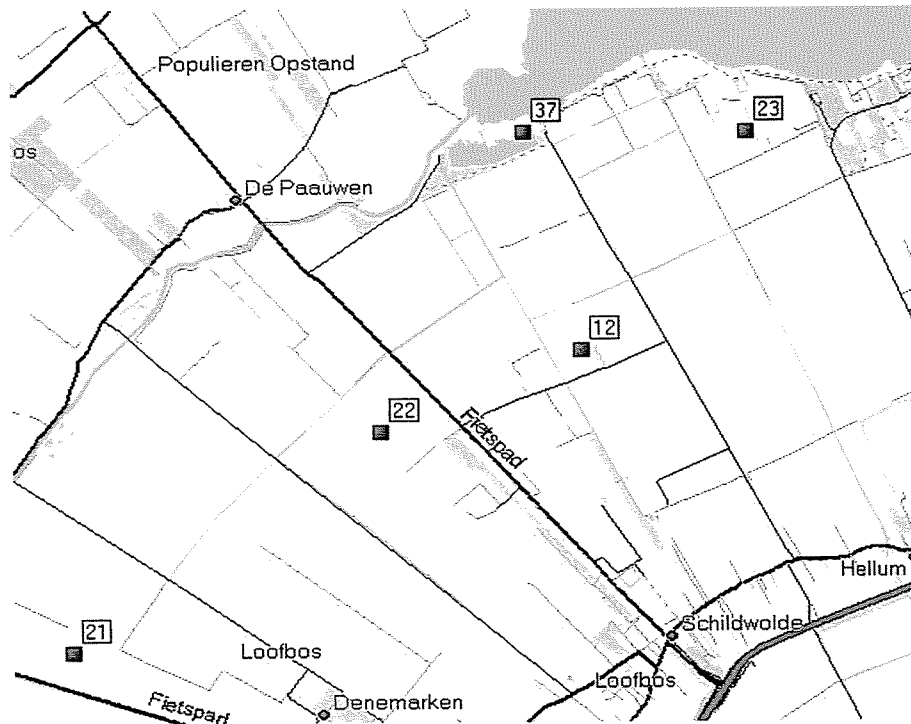 Populieren Opstand
37
23
os
De Paauwen
12
22
Fietspad
Hellum
Schildwolde
21
Loofbos
Loofbos
Fietspad
Denemarken